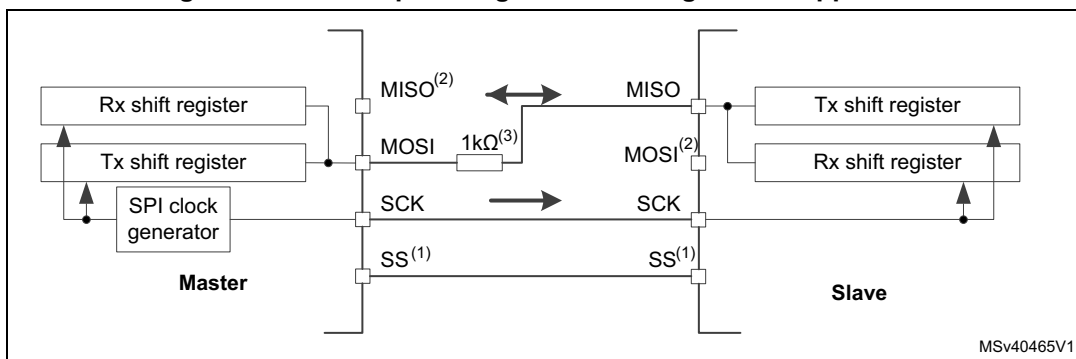 MISO(2)
MISO
Rx shift register
Tx shift register
MOSI
1kΩ(3)
MOSI(2)
Tx shift register
Rx shift register
SPI clock
generator
SCK
SCK
SS(1)
SS(1)
Master
Slave
MSv40465V1